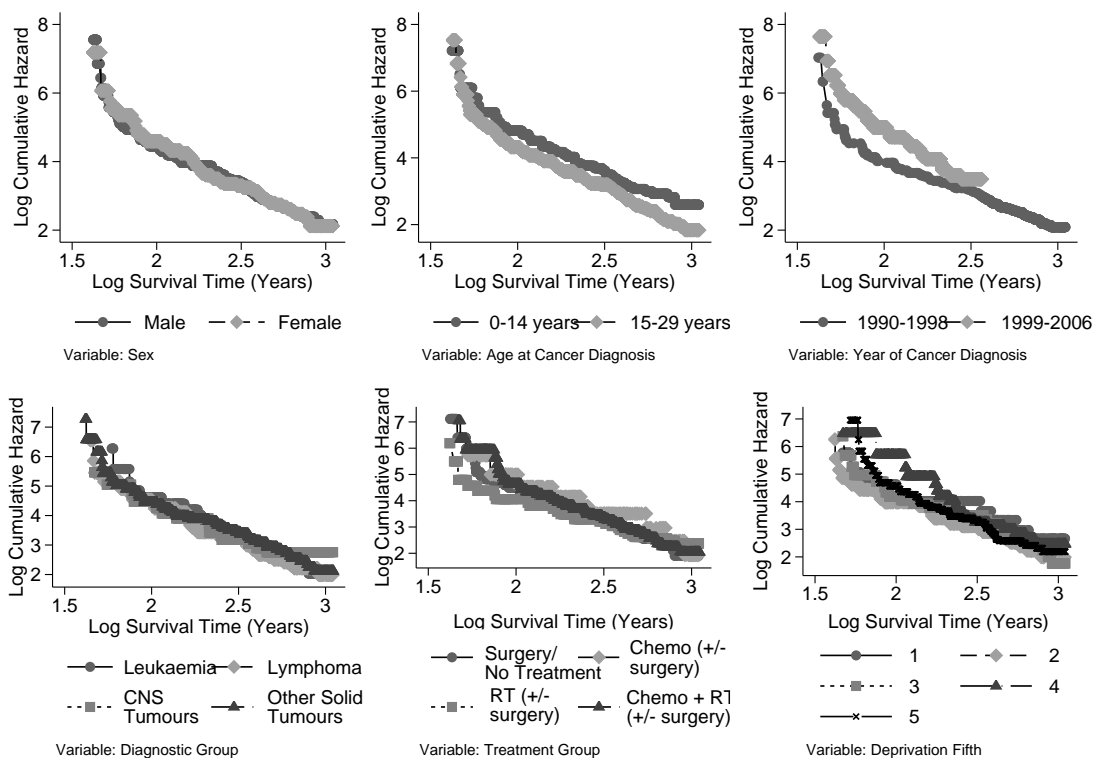 8
6
4
2
Log Cumulative Hazard
1.5 2 2.5 3
Log Survival Time (Years)
Male Female
Variable: Sex
8
6
4
2
Log Cumulative Hazard
1.5 2 2.5 3
Log Survival Time (Years)
0-14 years 15-29 years
Variable: Age at Cancer Diagnosis
8
6
4
2
Log Cumulative Hazard
1.5 2 2.5 3
Log Survival Time (Years)
1990-1998 1999-2006
Variable: Year of Cancer Diagnosis
7
6
5
4
3
2
Log Cumulative Hazard
1.5 2 2.5 3
Log Survival Time (Years)
Leukaemia Lymphoma
CNS Other Solid
Tumours Tumours
Variable: Diagnostic Group
7
6
5
4
3
2
Log Cumulative Hazard
1.5 2 2.5 3
Log Survival Time (Years)
Surgery/ Chemo (+/-
No Treatment surgery)
RT (+/- Chemo + RT
surgery) (+/- surgery)
Variable: Treatment Group
7
6
5
4
3
2
Log Cumulative Hazard
1.5 2 2.5 3
Log Survival Time (Years)
1 2
3 4
5
Variable: Deprivation Fifth